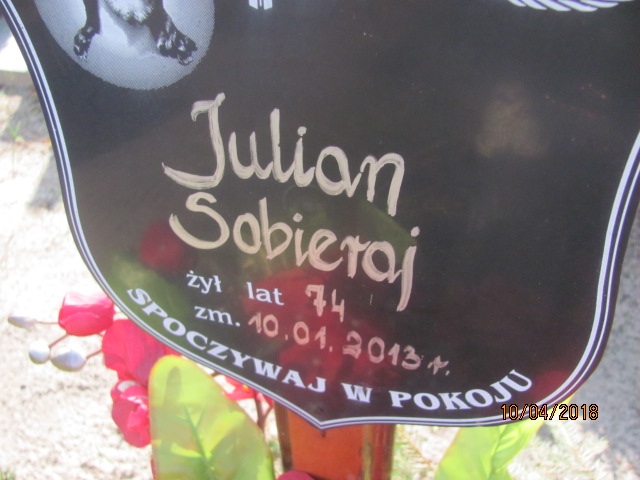 Julian
Sobieraj
żył lat 74
zm. 10.01.2013 r.
SPOCZYWAJ W POKOJU
10/04/2018